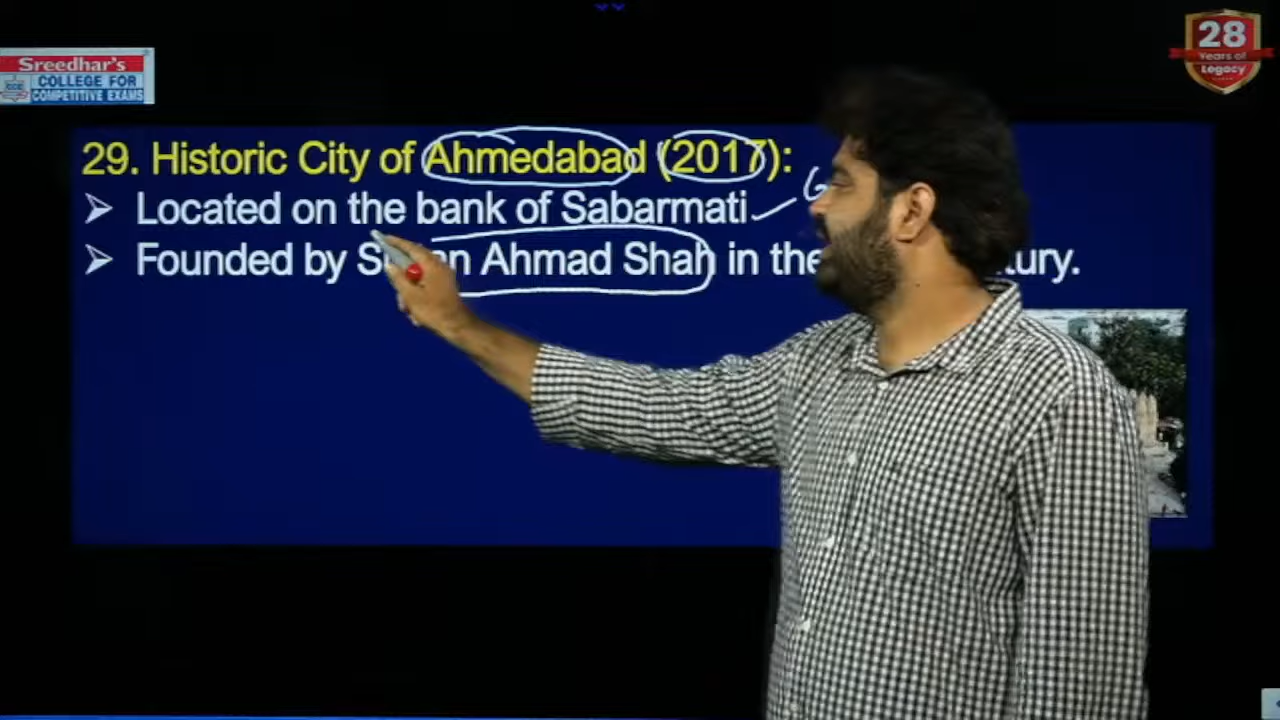 Sreedhar's
COLLEGE FOR
COMPETITIVE EXAMS
28
Years of
Legacy
29. Historic City of Ahmedabad (2017):
➢ Located on the bank of Sabarmati
➢ Founded by Ahmad Shah in the